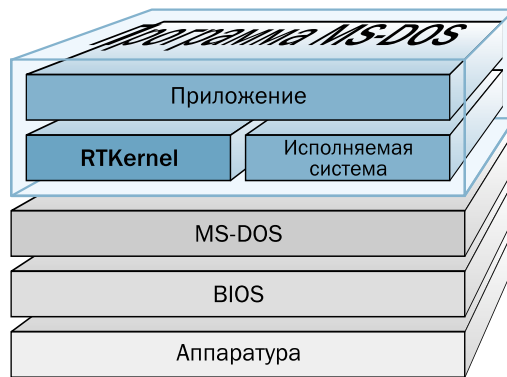 Программа MS-DOS
Приложение
RTKernel
Исполняемая
система
MS-DOS
BIOS
Аппаратура